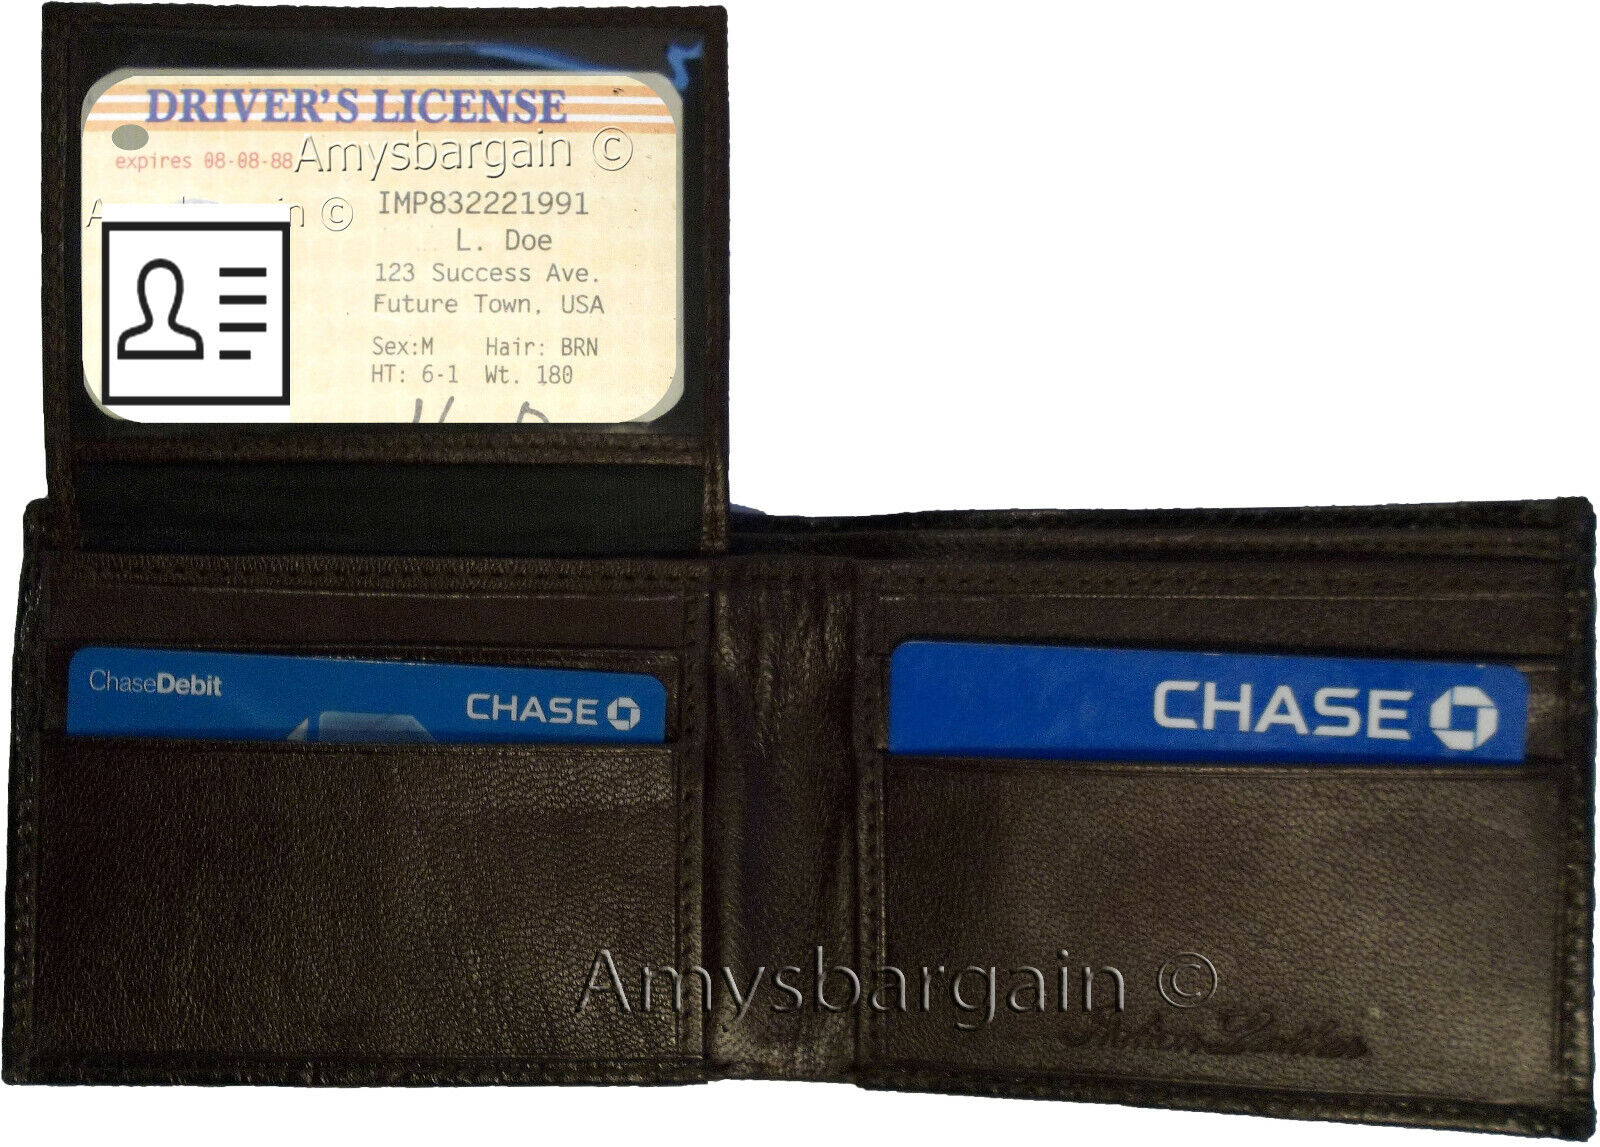 DRIVER'S LICENSE
expires 08-08-88
Amysbargain ©
IMP832221991
L. Doe
123 Success Ave.
Future Town, USA
Sex:M Hair: BRN
HT: 6-1 Wt. 180
ChaseDebit
CHASE
CHASE
Amysbargain ©